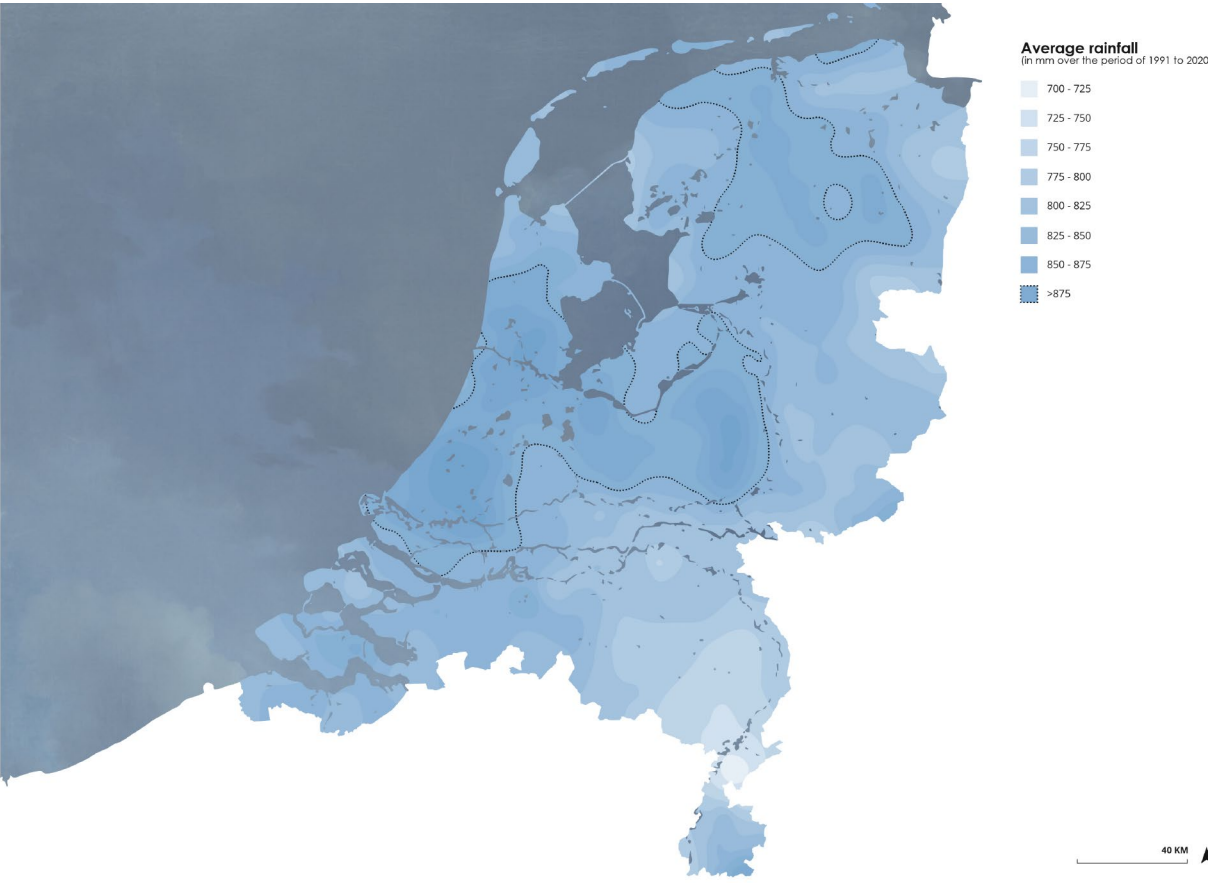 Average rainfall
(in mm over the period of 1991 to 2020
700 - 725
725 - 750
750 - 775
775 - 800
800 - 825
825 - 850
850 - 875
>875
40 KM